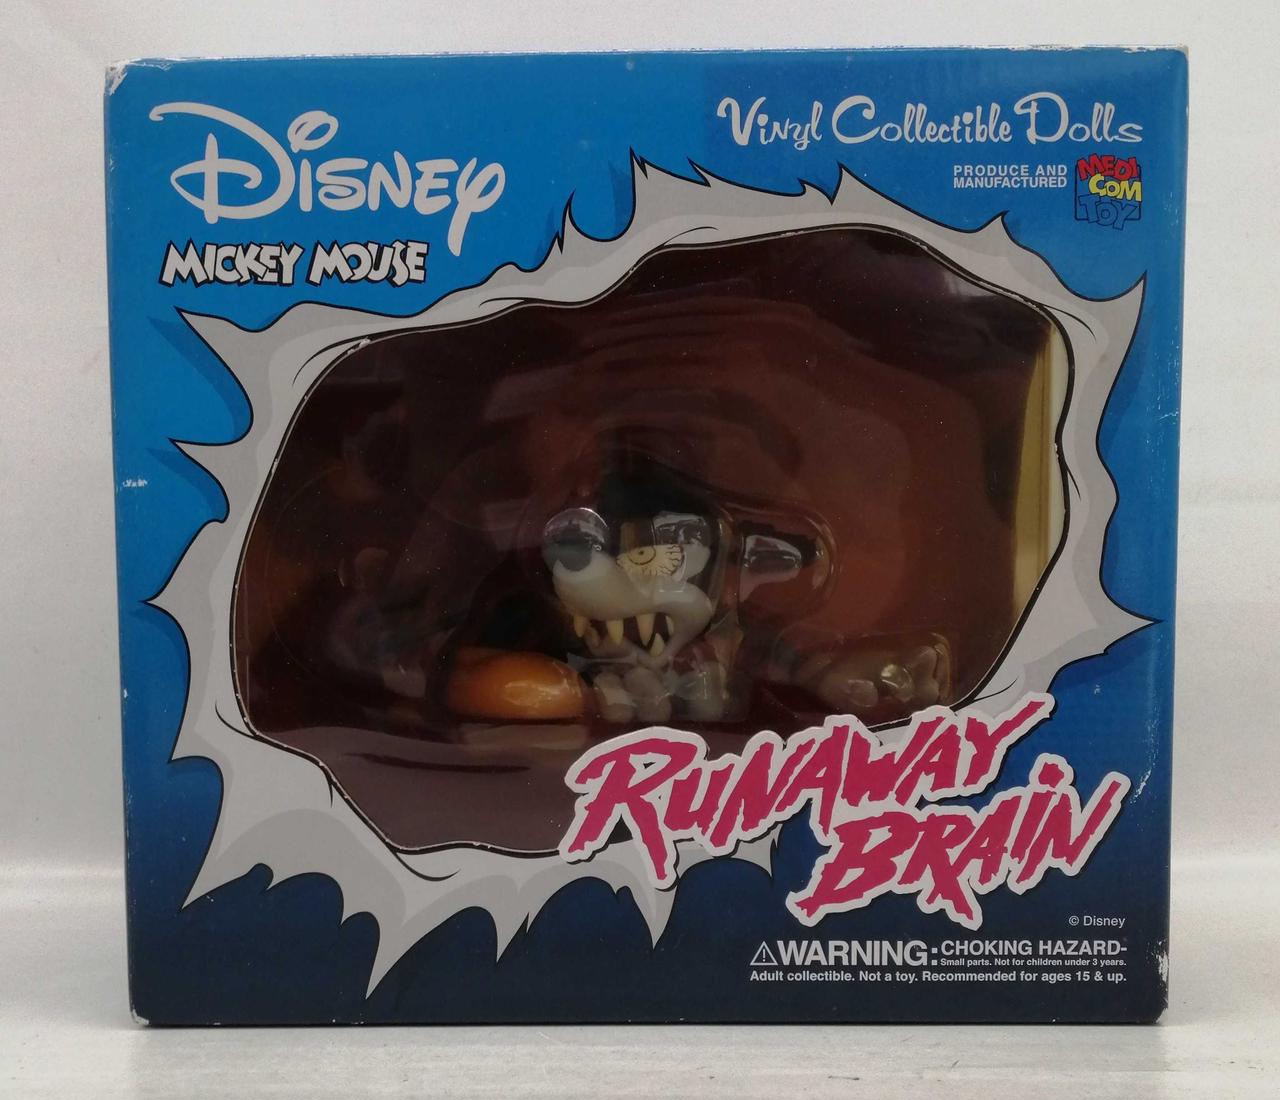 Disney
MICKEY MOUSE
Vinyl Collectible Dolls
PRODUCE AND
MANUFACTURED
MEDI
COM
TOY
RUNAWAY
BRAIN
© Disney
⚠WARNING: CHOKING HAZARD-
Small parts. Not for children under 3 years.
Adult collectible. Not a toy. Recommended for ages 15 & up.